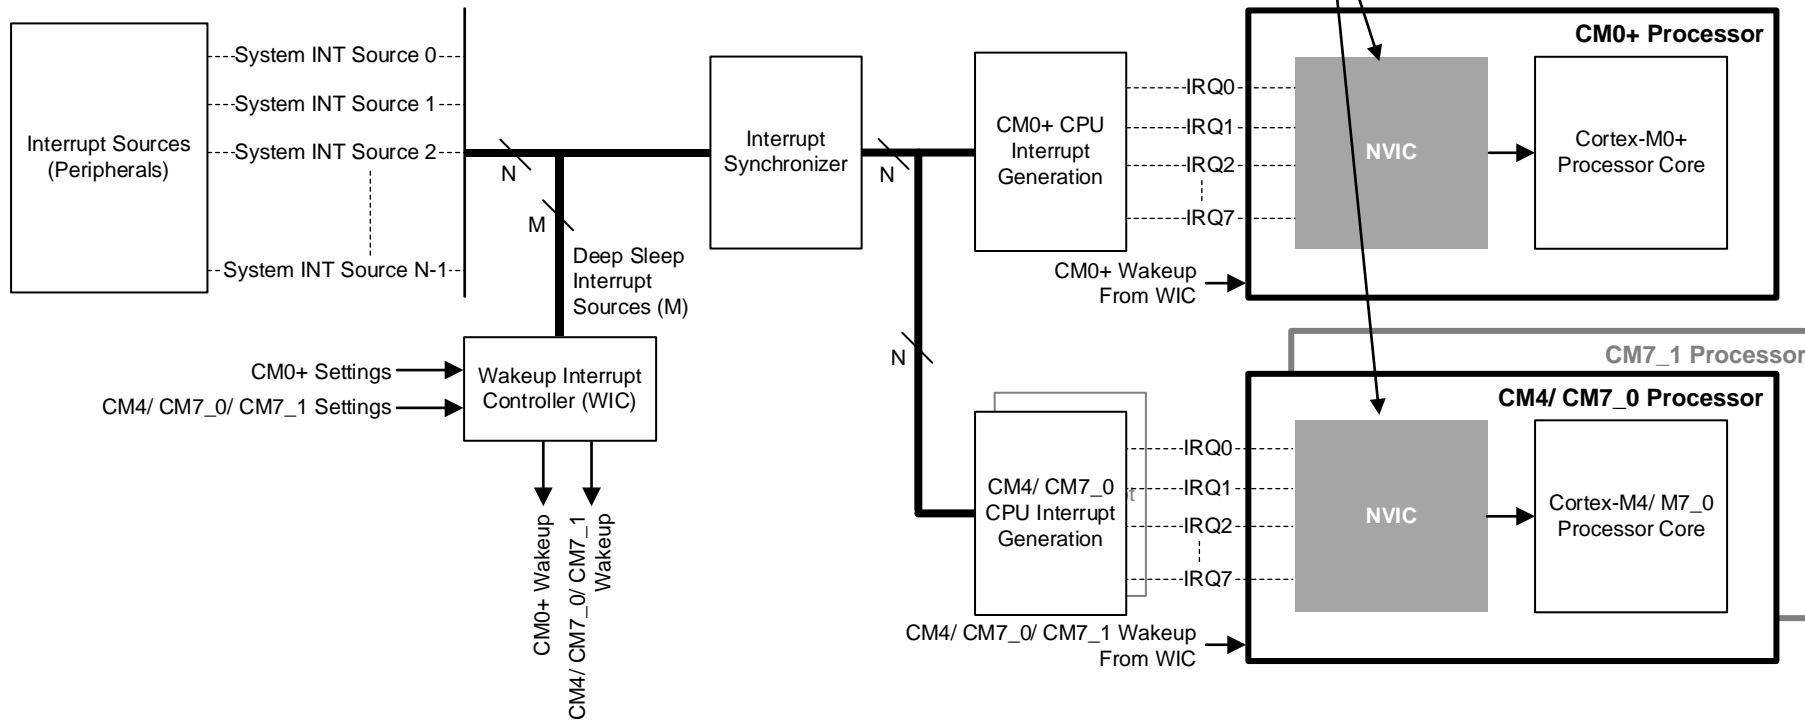 System INT Source 0
System INT Source 1
System INT Source 2
System INT Source N-1
Interrupt Sources
(Peripherals)
N
M
Deep Sleep
Interrupt
Sources (M)
CM0+ Settings
CM4/ CM7_0/ CM7_1 Settings
Wakeup Interrupt
Controller (WIC)
CM0+ Wakeup
CM4/ CM7_0/ CM7_1
Wakeup
Interrupt
Synchronizer
N
N
CM0+ CPU
Interrupt
Generation
IRQ0
IRQ1
IRQ2
IRQ7
CM0+ Wakeup
From WIC
CM0+ Processor
NVIC
Cortex-M0+
Processor Core
CM7_1 Processor
CM4/ CM7_0
CPU Interrupt
Generation
IRQ0
IRQ1
IRQ2
IRQ7
CM4/ CM7_0/ CM7_1 Wakeup
From WIC
CM4/ CM7_0 Processor
NVIC
Cortex-M4/ M7_0
Processor Core